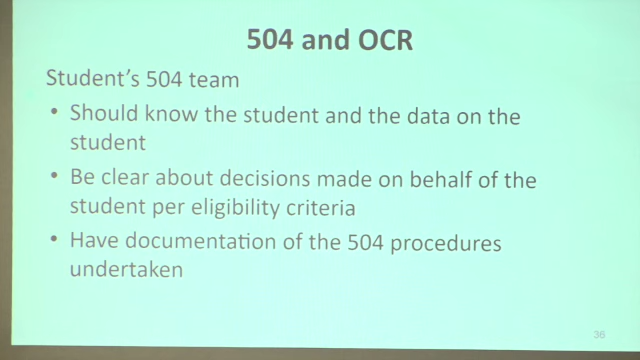 504 and OCR
Student's 504 team
• Should know the student and the data on the
student
• Be clear about decisions made on behalf of the
student per eligibility criteria
• Have documentation of the 504 procedures
undertaken
36